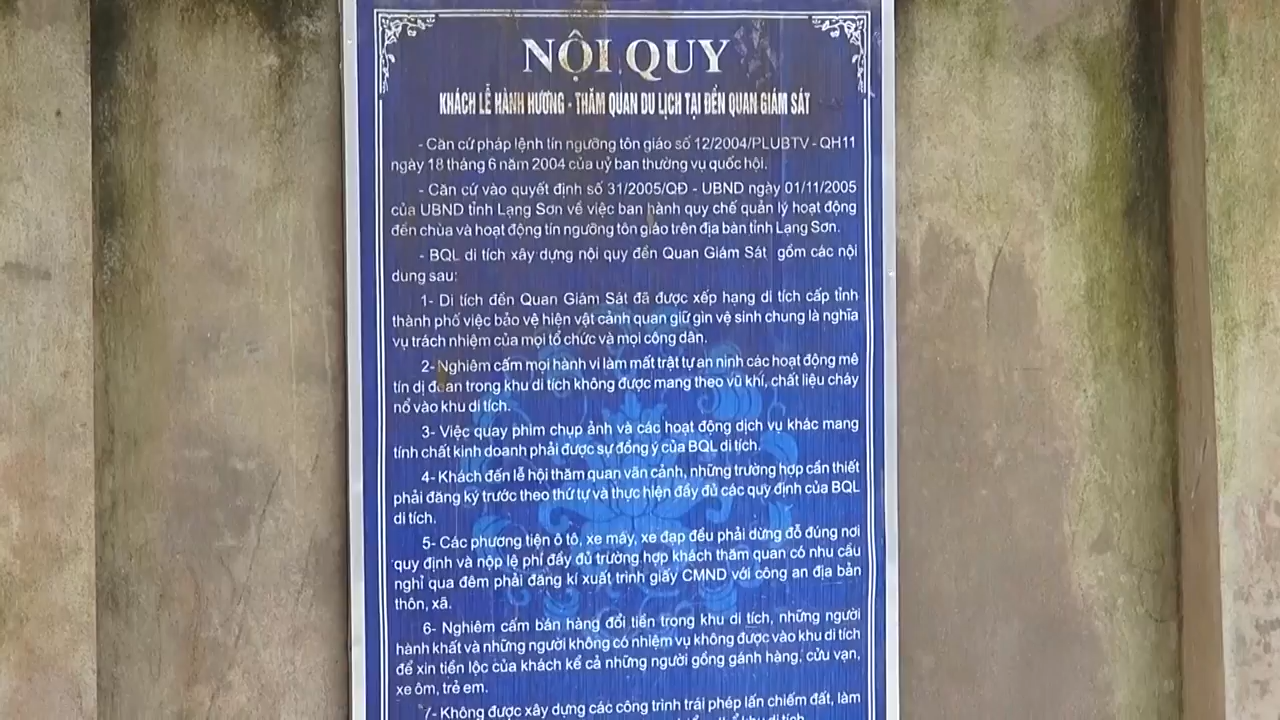 NỘI QUY
KHÁCH LỄ HÀNH HƯƠNG - THĂM QUAN DU LỊCH TẠI ĐỀN QUAN GIÁM SÁT
- Căn cứ pháp lệnh tín ngưỡng tôn giáo số 12/2004/PLUBTV - QH11
ngày 18 tháng 6 năm 2004 của uỷ ban thường vụ quốc hội.
- Căn cứ vào quyết định số 31/2005/QĐ - UBND ngày 01/11/2005
của UBND tỉnh Lạng Sơn về việc ban hành quy chế quản lý hoạt động
đền chùa và hoạt động tín ngưỡng tôn giáo trên địa bàn tỉnh Lạng Sơn.
- BQL di tích xây dựng nội quy đền Quan Giám Sát gồm các nội
dung sau:
1- Di tích đền Quan Giám Sát đã được xếp hạng di tích cấp tỉnh
thành phố việc bảo vệ hiện vật cảnh quan giữ gìn vệ sinh chung là nghĩa
vụ trách nhiệm của mọi tổ chức và mọi công dân.
2- Nghiêm cấm mọi hành vi làm mất trật tự an ninh các hoạt động mê
tín dị đoan trong khu di tích không được mang theo vũ khí, chất liệu cháy
nổ vào khu di tích.
3- Việc quay phim chụp ảnh và các hoạt động dịch vụ khác mang
tính chất kinh doanh phải được sự đồng ý của BQL di tích.
4- Khách đến lễ hội thăm quan vãn cảnh, những trường hợp cần thiết
phải đăng ký trước theo thứ tự và thực hiện đầy đủ các quy định của BQL
di tích.
5- Các phương tiện ô tô, xe máy, xe đạp đều phải dừng đỗ đúng nơi
quy định và nộp lệ phí đầy đủ trường hợp khách thăm quan có nhu cầu
nghỉ qua đêm phải đăng kí xuất trình giấy CMND với công an địa bản
thôn, xã.
6- Nghiêm cấm bán hàng đổi tiền trong khu di tích, những người
hành khất và những người không có nhiệm vụ không được vào khu di tích
để xin tiền lộc của khách kể cả những người gồng gánh hàng, cửu vạn,
xe ôm, trẻ em.
7- Không được xây dựng các công trình trái phép lấn chiếm đất, làm
khu di tích